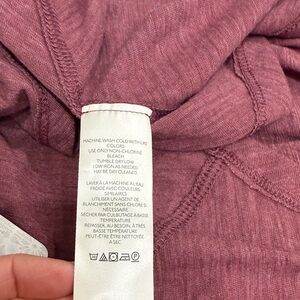 MACHINE WASH COLD WITH LIKE
COLORS
USE ONLY NON-CHLORINE
BLEACH
TUMBLE DRY LOW
LOW IRON AS NEEDED
MAY BE DRY CLEANED
LAVER À LA MACHINE À L'EAU
FROIDE AVEC COULEURS
SIMILAIRES
UTILISER UN AGENT DE
BLANCHIMENT SANS CHLORE SI
NÉCESSAIRE
SÉCHER PAR CULBUTAGE À BASSE
TEMPÉRATURE
REPASSER, AU BESOIN, À TRÈS
BASSE TEMPÉRATURE
PEUT-ÊTRE ÊTRE NETTOYÉE
À SEC